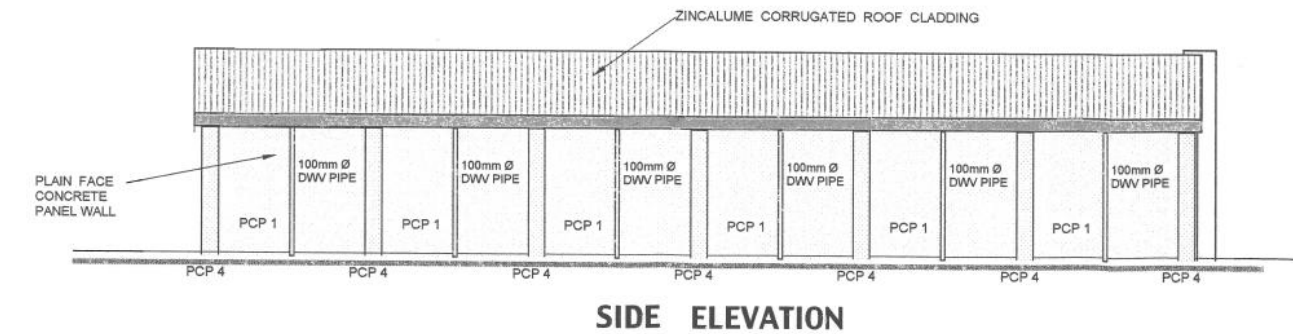 ZINCALUME CORRUGATED ROOF CLADDING
PLAIN FACE
CONCRETE
PANEL WALL
100mm Ø
DWV PIPE
100mm Ø
DWV PIPE
100mm Ø
DWV PIPE
100mm Ø
DWV PIPE
100mm Ø
DWV PIPE
100mm Ø
DWV PIPE
PCP 1
PCP 1
PCP 1
PCP 1
PCP 1
PCP 1
PCP 4
PCP 4
PCP 4
PCP 4
PCP 4
PCP 4
PCP 4
SIDE ELEVATION